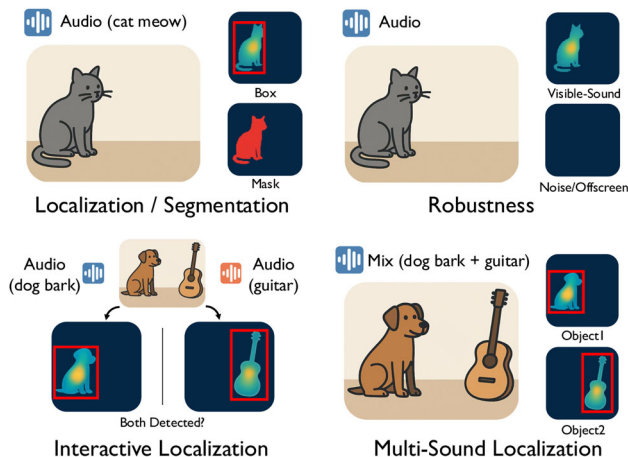 Audio (cat meow)
Box
Mask
Localization / Segmentation
Audio
Visible-Sound
Noise/Offscreen
Robustness
Audio
(dog bark)
Audio
(guitar)
Both Detected?
Interactive Localization
Mix (dog bark + guitar)
Object1
Object2
Multi-Sound Localization